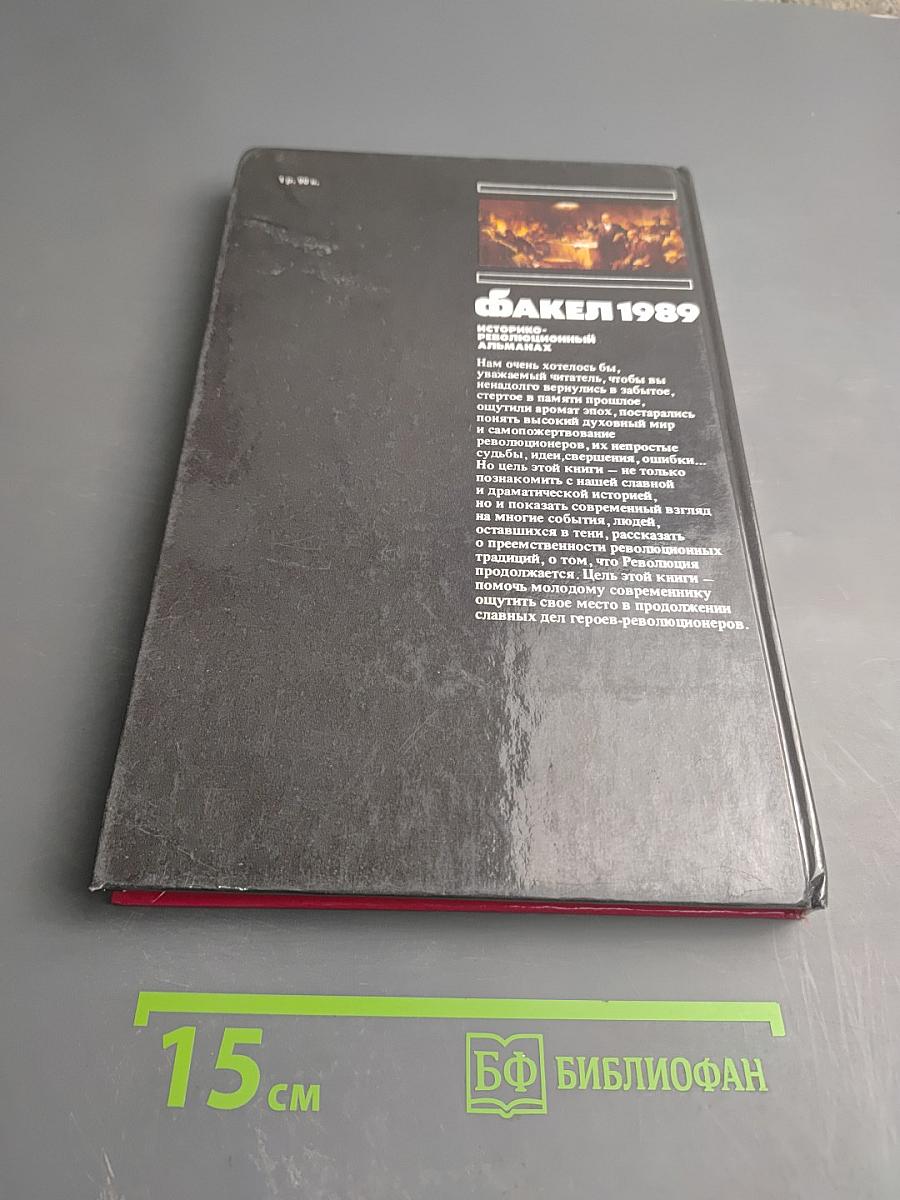 1 р. 90 к.
ФАКЕЛ 1989
ИСТОРИКО-
РЕВОЛЮЦИОННЫЙ
АЛЬМАНАХ
Нам очень хотелось бы,
уважаемый читатель, чтобы вы
ненадолго вернулись в забытое,
стертое в памяти прошлое,
ощутили аромат эпох, постарались
понять высокий духовный мир
и самопожертвование
революционеров, их непростые
судьбы, идеи, свершения, ошибки...
Но цель этой книги — не только
познакомить с нашей славной
и драматической историей,
но и показать современный взгляд
на многие события, людей,
оставшихся в тени, рассказать
о преемственности революционных
традиций, о том, что Революция
продолжается. Цель этой книги —
помочь молодому современнику
ощутить свое место в продолжении
славных дел героев-революционеров.
15 см
БФ БИБЛИОФАН